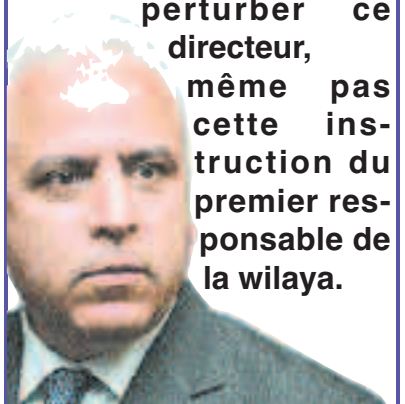 perturber ce
directeur,
même pas
cette ins-
truction du
premier res-
ponsable de
la wilaya.